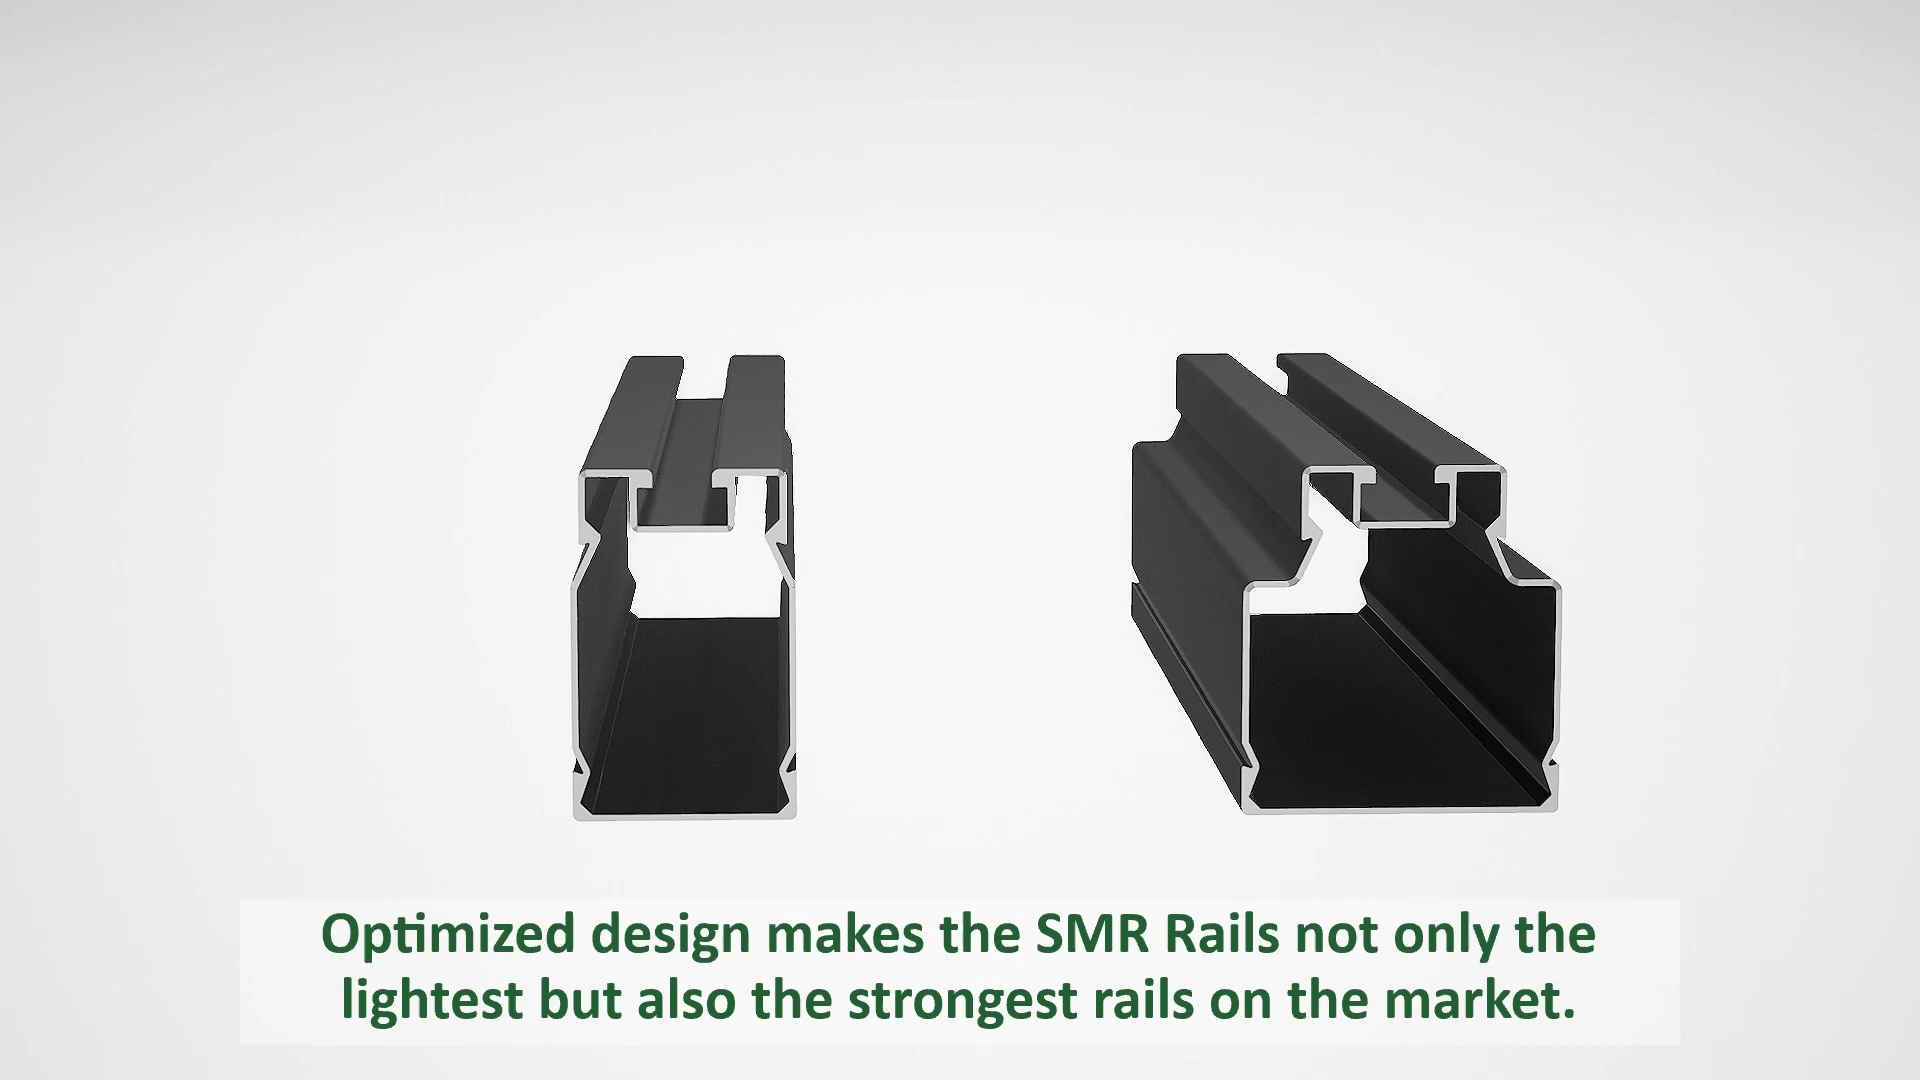 Optimized design makes the SMR Rails not only the
lightest but also the strongest rails on the market.